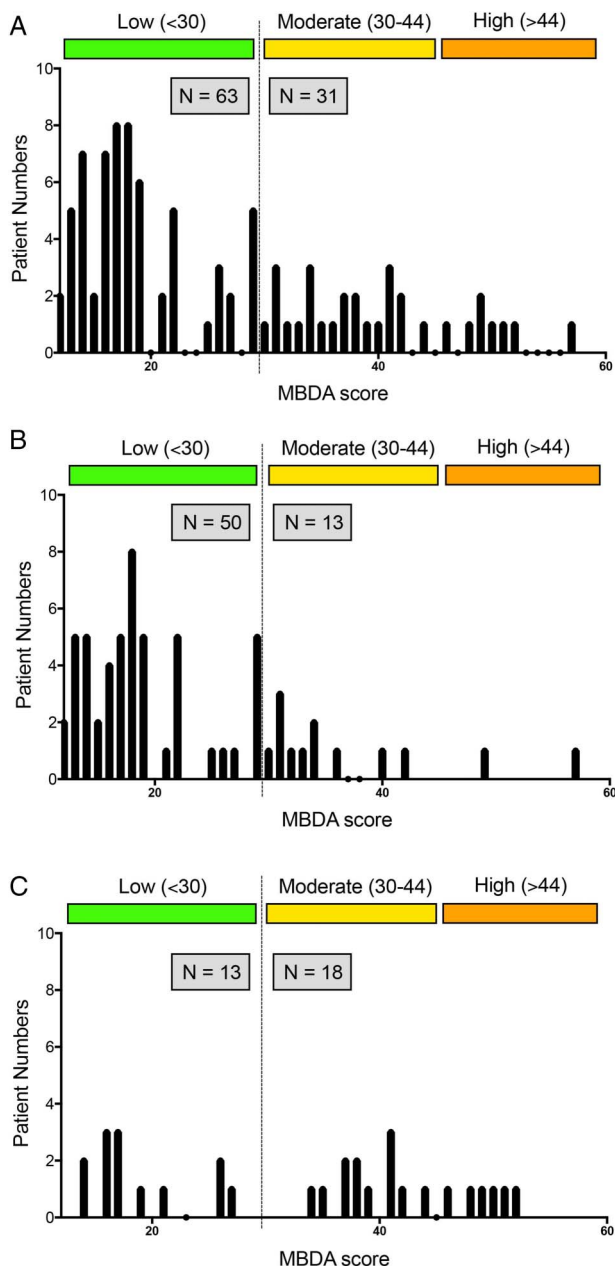 A
Low (<30) Moderate (30-44) High (>44)
N = 63 N = 31
10
8
6
4
2
0
Patient Numbers
20 40 60
MBDA score
B
Low (<30) Moderate (30-44) High (>44)
N = 50 N = 13
10
8
6
4
2
0
Patient Numbers
20 40 60
MBDA score
C
Low (<30) Moderate (30-44) High (>44)
N = 13 N = 18
10
8
6
4
2
0
Patient Numbers
20 40 60
MBDA score